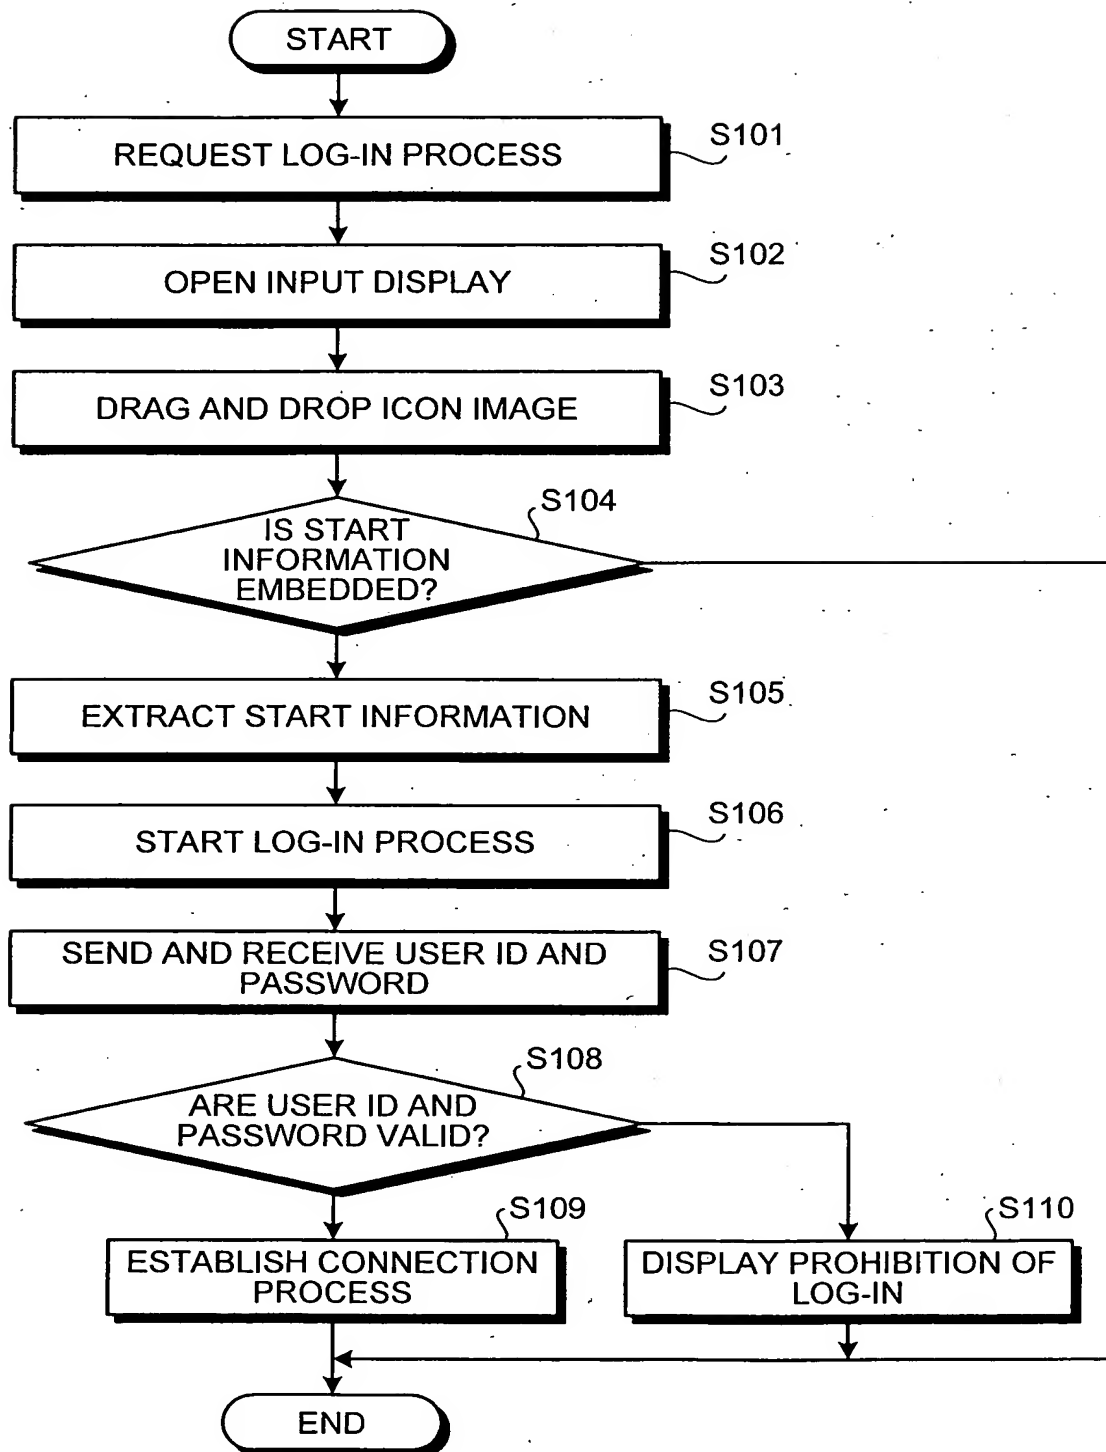 START
REQUEST LOG-IN PROCESS
S101
OPEN INPUT DISPLAY
S102
DRAG AND DROP ICON IMAGE
S103
IS START
INFORMATION
EMBEDDED?
S104
EXTRACT START INFORMATION
S105
START LOG-IN PROCESS
S106
SEND AND RECEIVE USER ID AND
PASSWORD
S107
ARE USER ID AND
PASSWORD VALID?
S108
ESTABLISH CONNECTION
PROCESS
S109
DISPLAY PROHIBITION OF
LOG-IN
S110
END